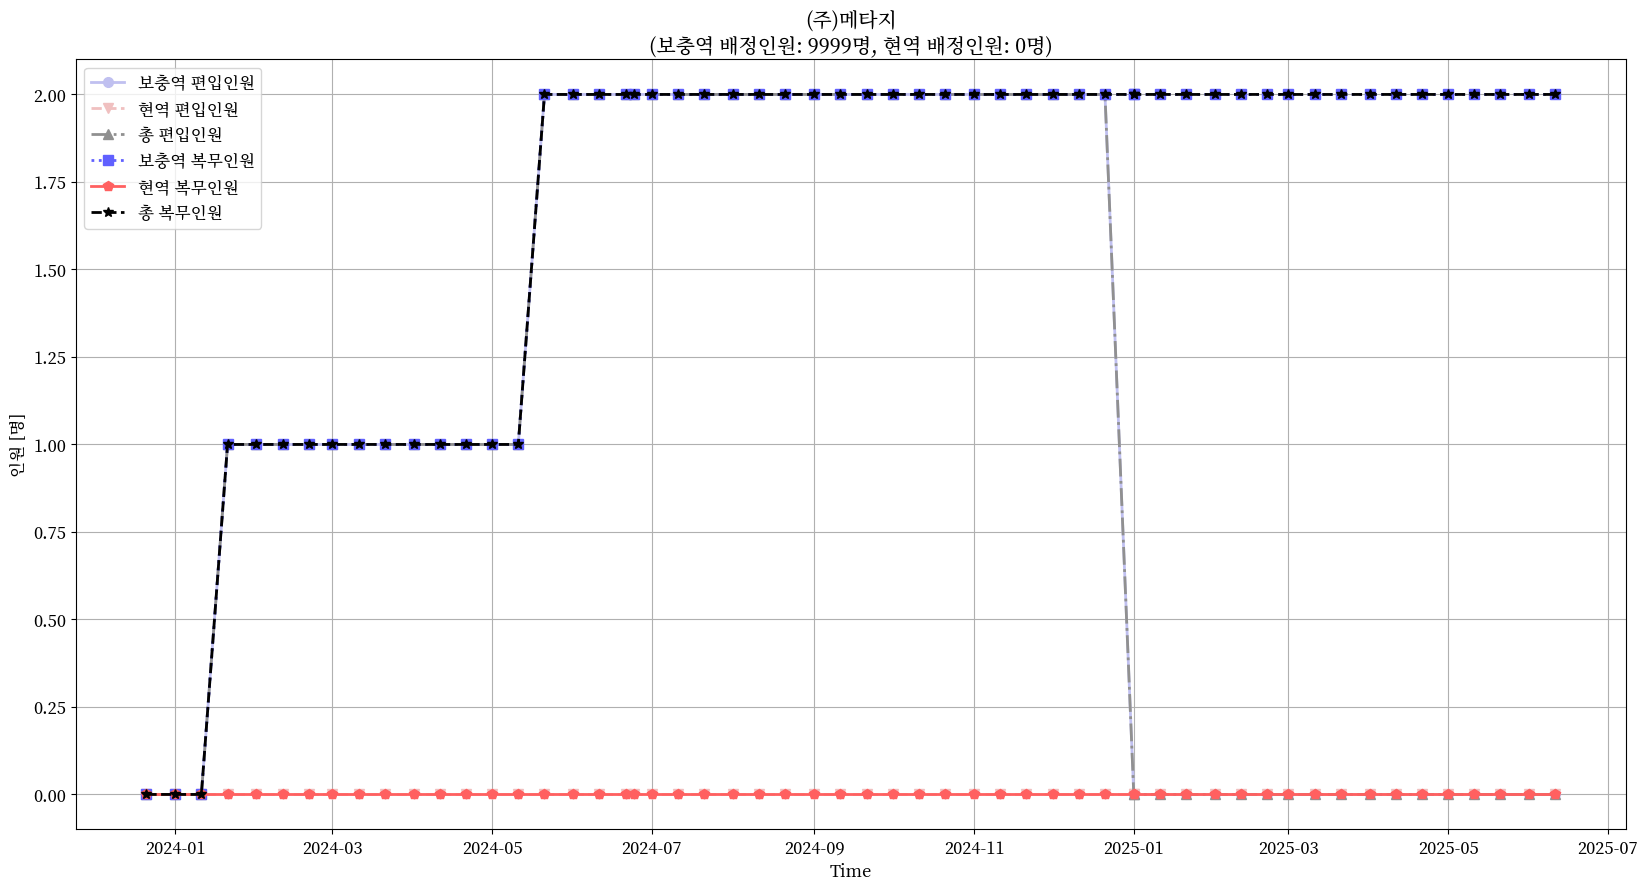 (주)메타지
(보충역 배정인원: 9999명, 현역 배정인원: 0명)
보충역 편입인원
현역 편입인원
총 편입인원
보충역 복무인원
현역 복무인원
총 복무인원
인원 [명]
2.00
1.75
1.50
1.25
1.00
0.75
0.50
0.25
0.00
2024-01
2024-03
2024-05
2024-07
2024-09
2024-11
2025-01
2025-03
2025-05
2025-07
Time